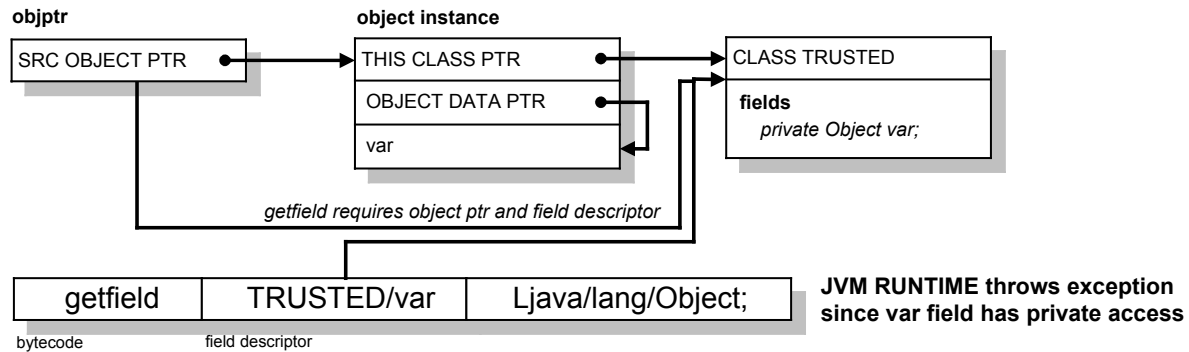 objptr
object instance
SRC OBJECT PTR
THIS CLASS PTR
CLASS TRUSTED
OBJECT DATA PTR
fields
private Object var;
var
getfield requires object ptr and field descriptor
getfield
TRUSTED/var
Ljava/lang/Object;
JVM RUNTIME throws exception
since var field has private access
bytecode
field descriptor